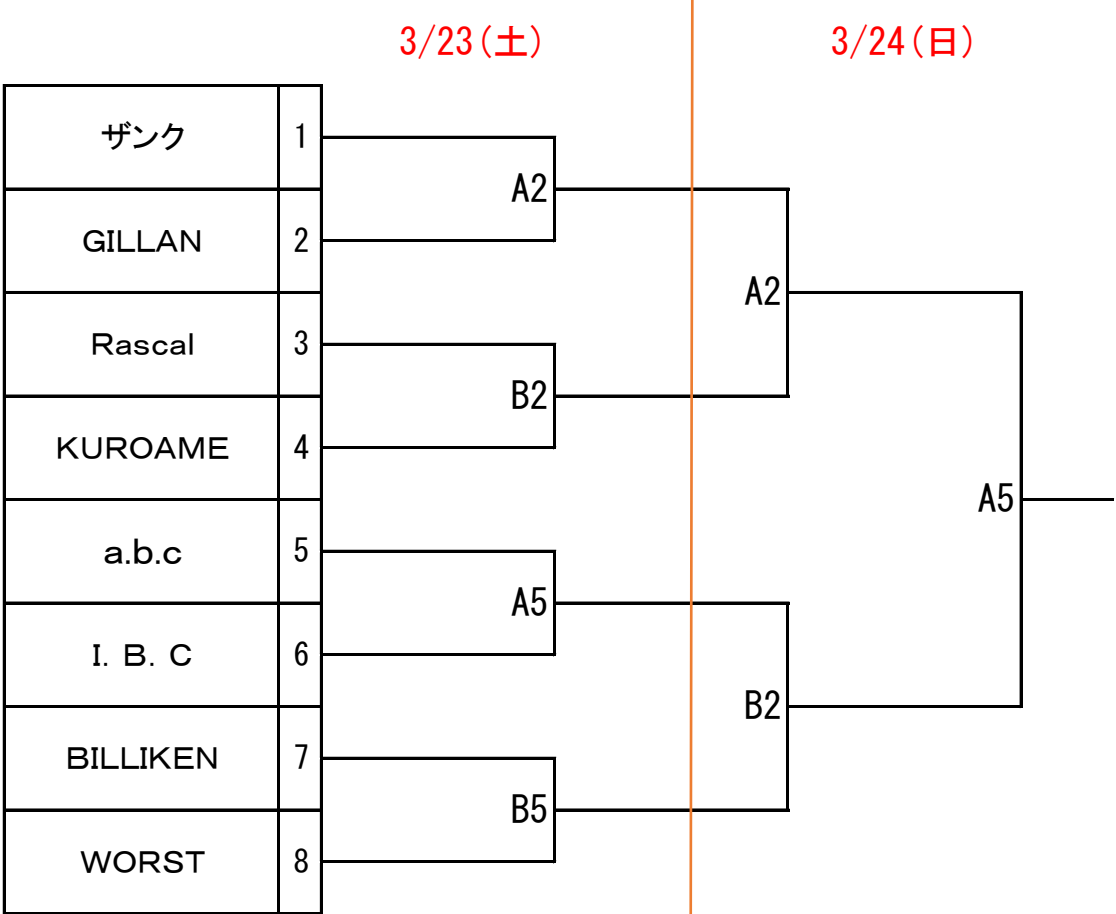 3/23(土) 3/24(日)
ザンク 1
A2
GILLAN 2
A2
Rascal 3
B2
KUROAME 4
A5
a.b.c 5
A5
I. B. C 6
B2
BILLIKEN 7
B5
WORST 8